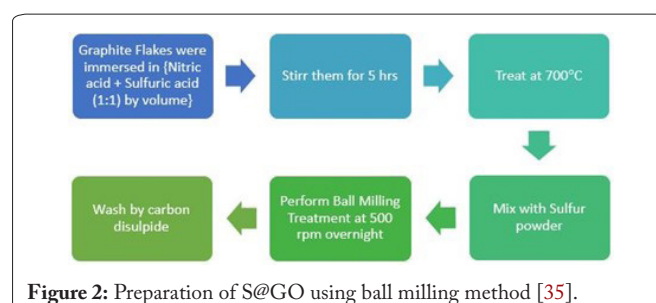 Graphite Flakes were
immersed in {Nitric
acid + Sulfuric acid
(1:1) by volume}
Stirr them for 5 hrs
Treat at 700°C
Mix with Sulfur
powder
Perform Ball Milling
Treatment at 500
rpm overnight
Wash by carbon
disulpide
Figure 2: Preparation of S@GO using ball milling method [35].